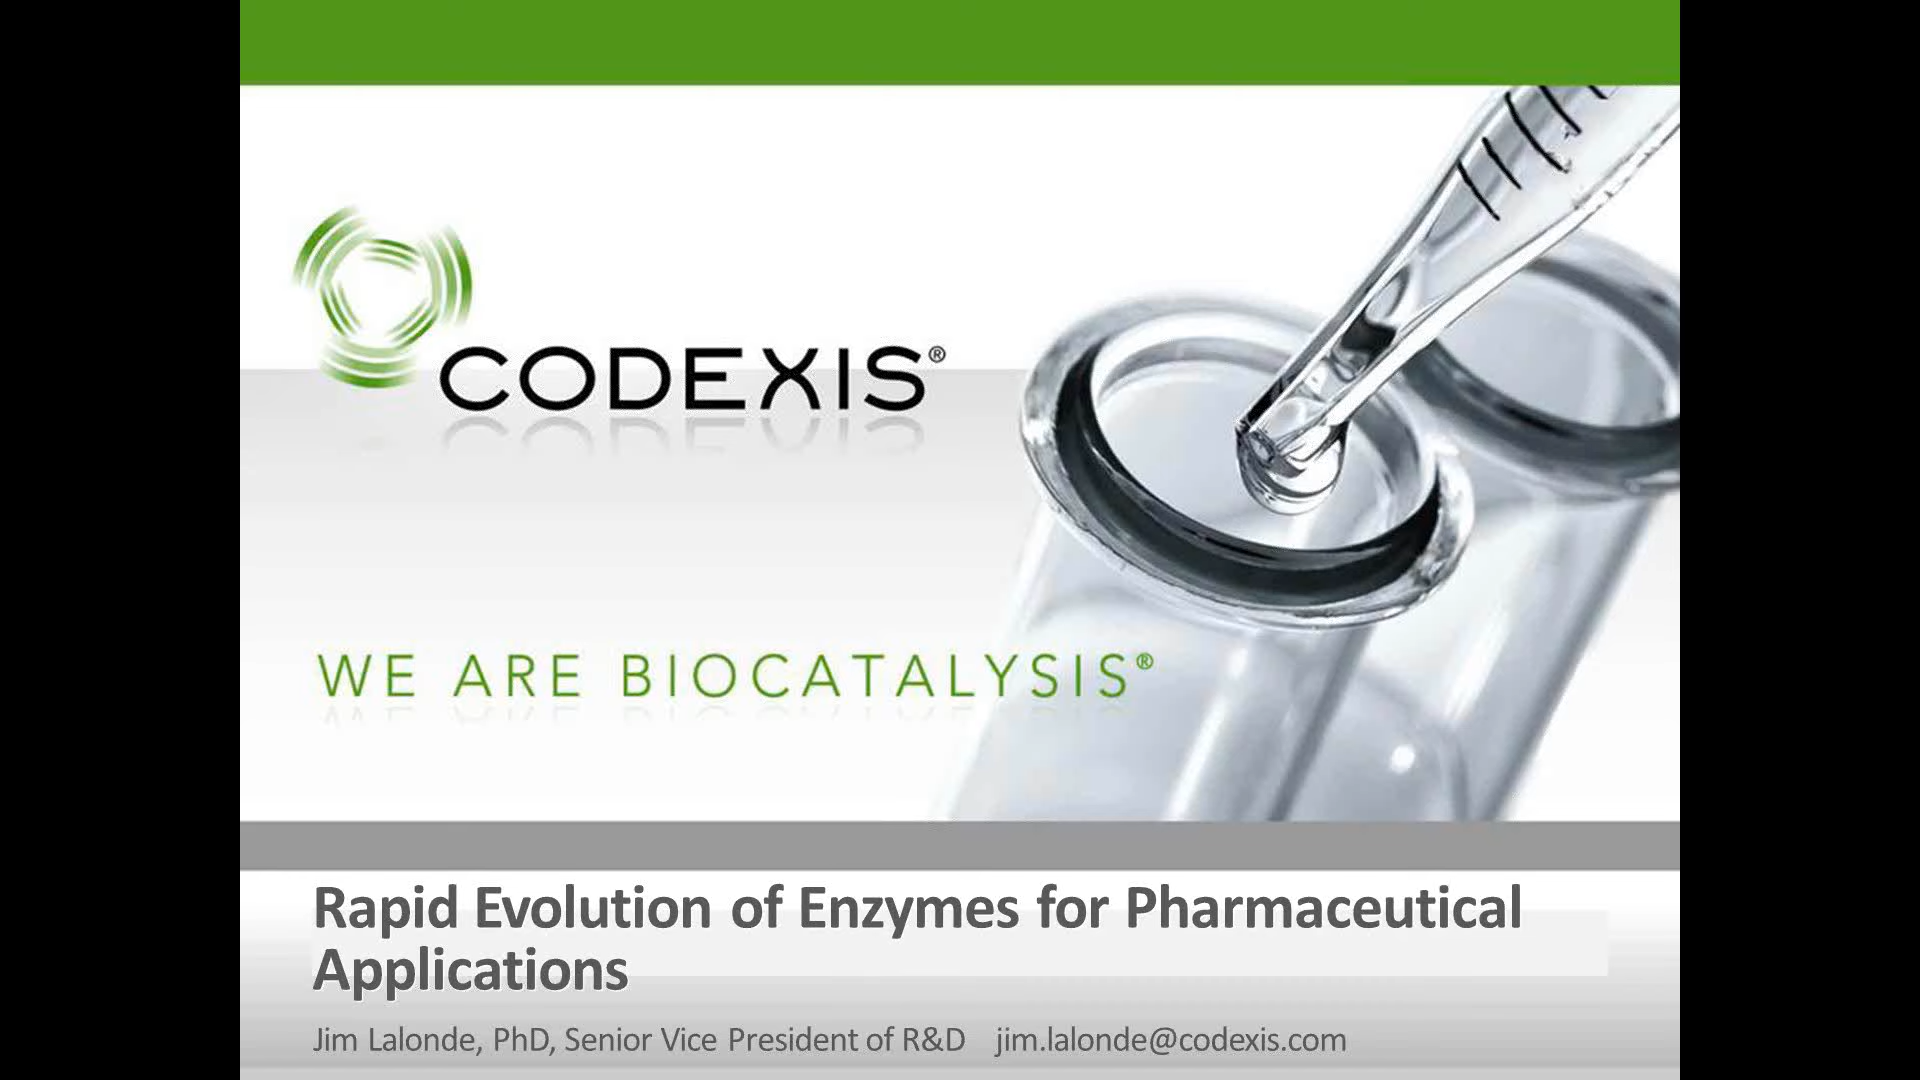 CODEXIS®
WE ARE BIOCATALYSIS®
Rapid Evolution of Enzymes for Pharmaceutical
Applications
Jim Lalonde, PhD, Senior Vice President of R&D jim.lalonde@codexis.com